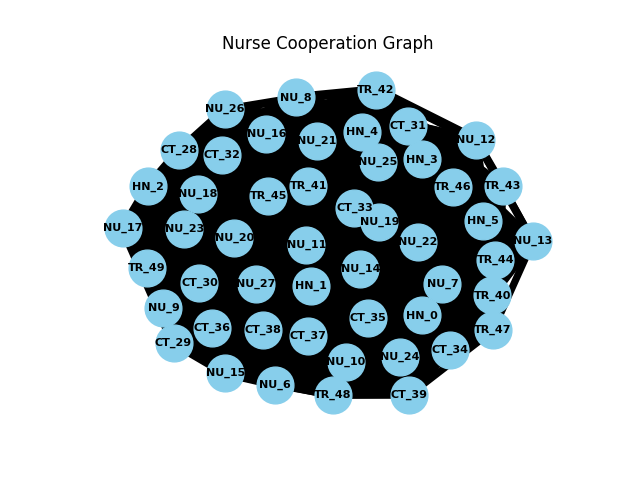 Nurse Cooperation Graph
TR_42
NU_8
NU_26
CT_31
HN_4
NU_16
NU_12
NU_21
CT_28
CT_32
HN_3
NU_25
TR_41
HN_2
TR_46
TR_43
NU_18
TR_45
CT_33
HN_5
NU_19
NU_17
NU_23
NU_20
NU_13
NU_22
NU_11
TR_44
TR_49
NU_14
CT_30
NU_27
HN_1
NU_7
TR_40
NU_9
HN_0
CT_35
CT_36
CT_38
TR_47
CT_37
CT_29
CT_34
NU_24
NU_10
NU_15
NU_6
TR_48
CT_39